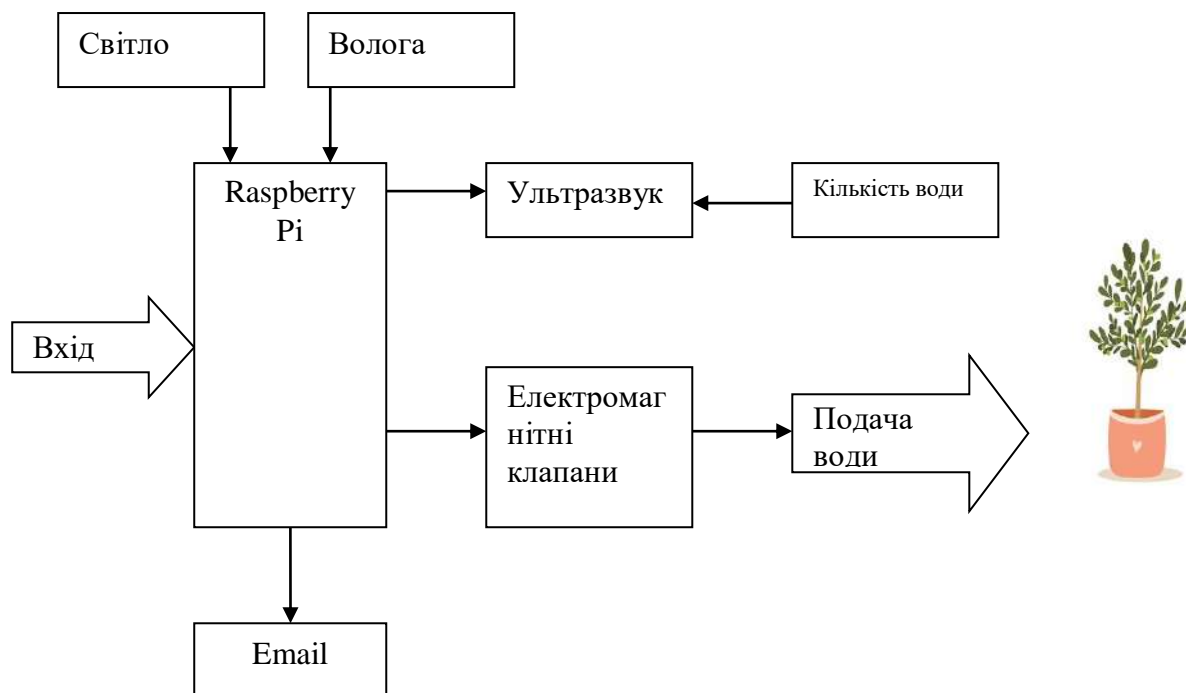 Світло
Волога
Raspberry
Pi
Ультразвук
Кількість води
Вхід
Електромаг
нітні
клапани
Подача
води
Email